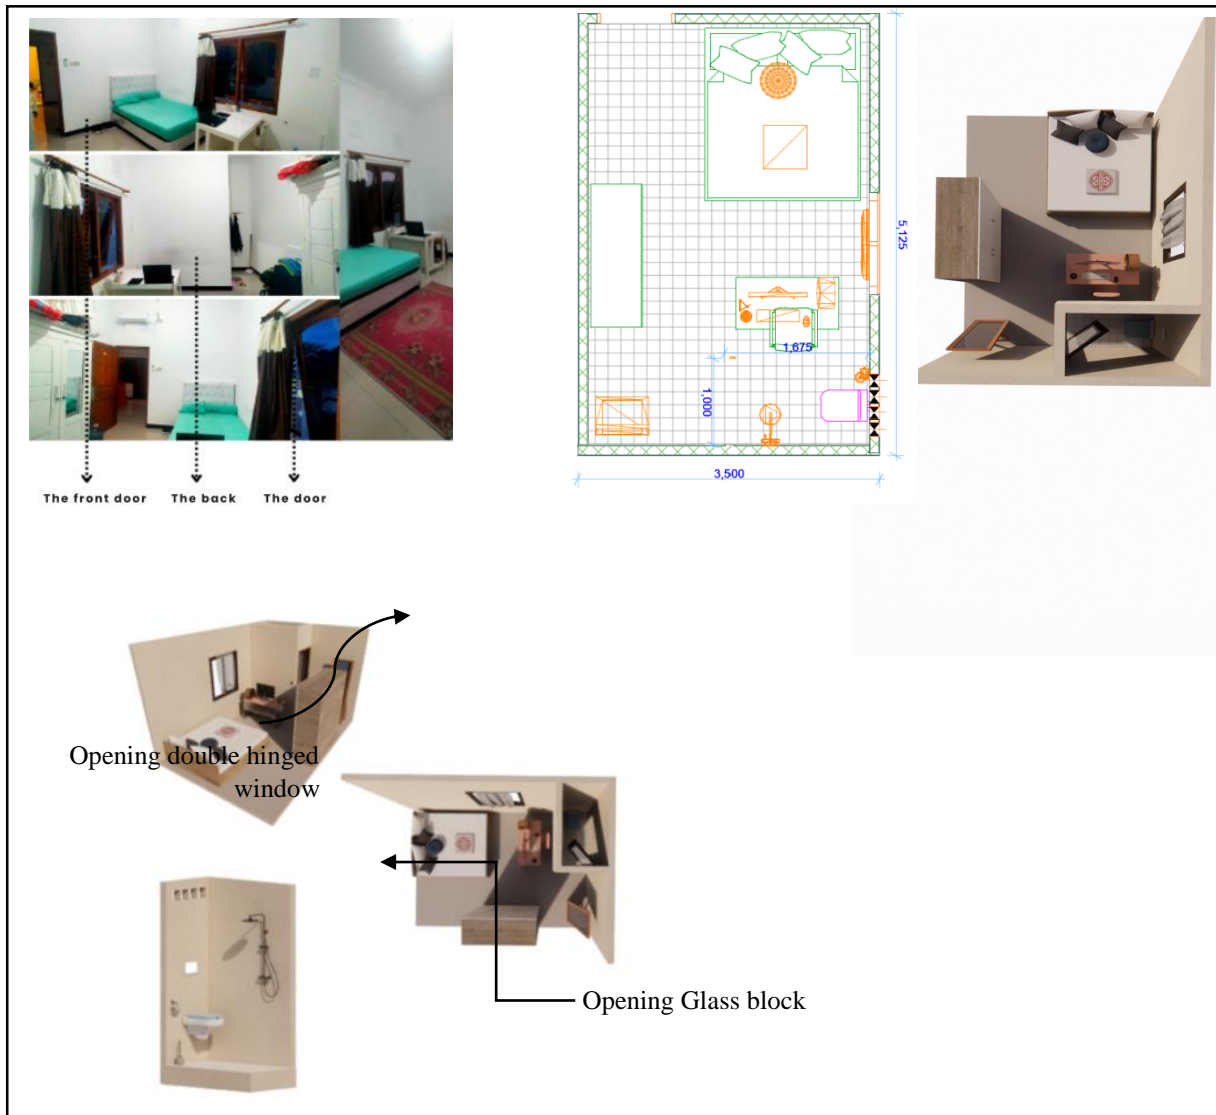 The front door
The back
The door
5,125
1,675
1,000
3,500
Opening double hinged
window
Opening Glass block